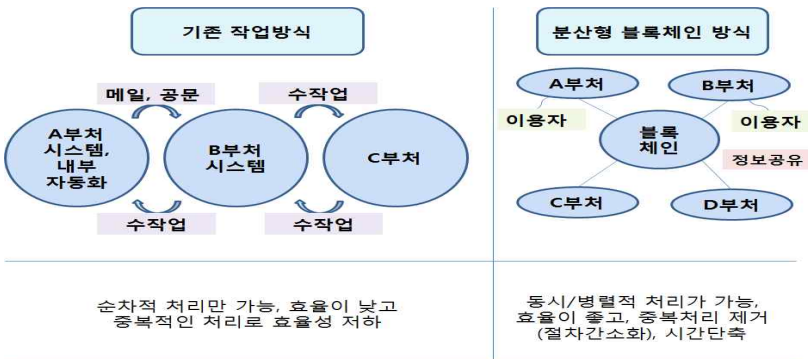 기존 작업방식
메일, 공문
수작업
A부처
시스템,
내부
자동화
B부처
시스템
C부처
수작업
수작업
순차적 처리만 가능, 효율이 낮고
중복적인 처리로 효율성 저하
분산형 블록체인 방식
A부처
B부처
이용자
이용자
블록
체인
정보공유
C부처
D부처
동시/병렬적 처리가 가능,
효율이 좋고, 중복처리 제거
(절차간소화), 시간단축